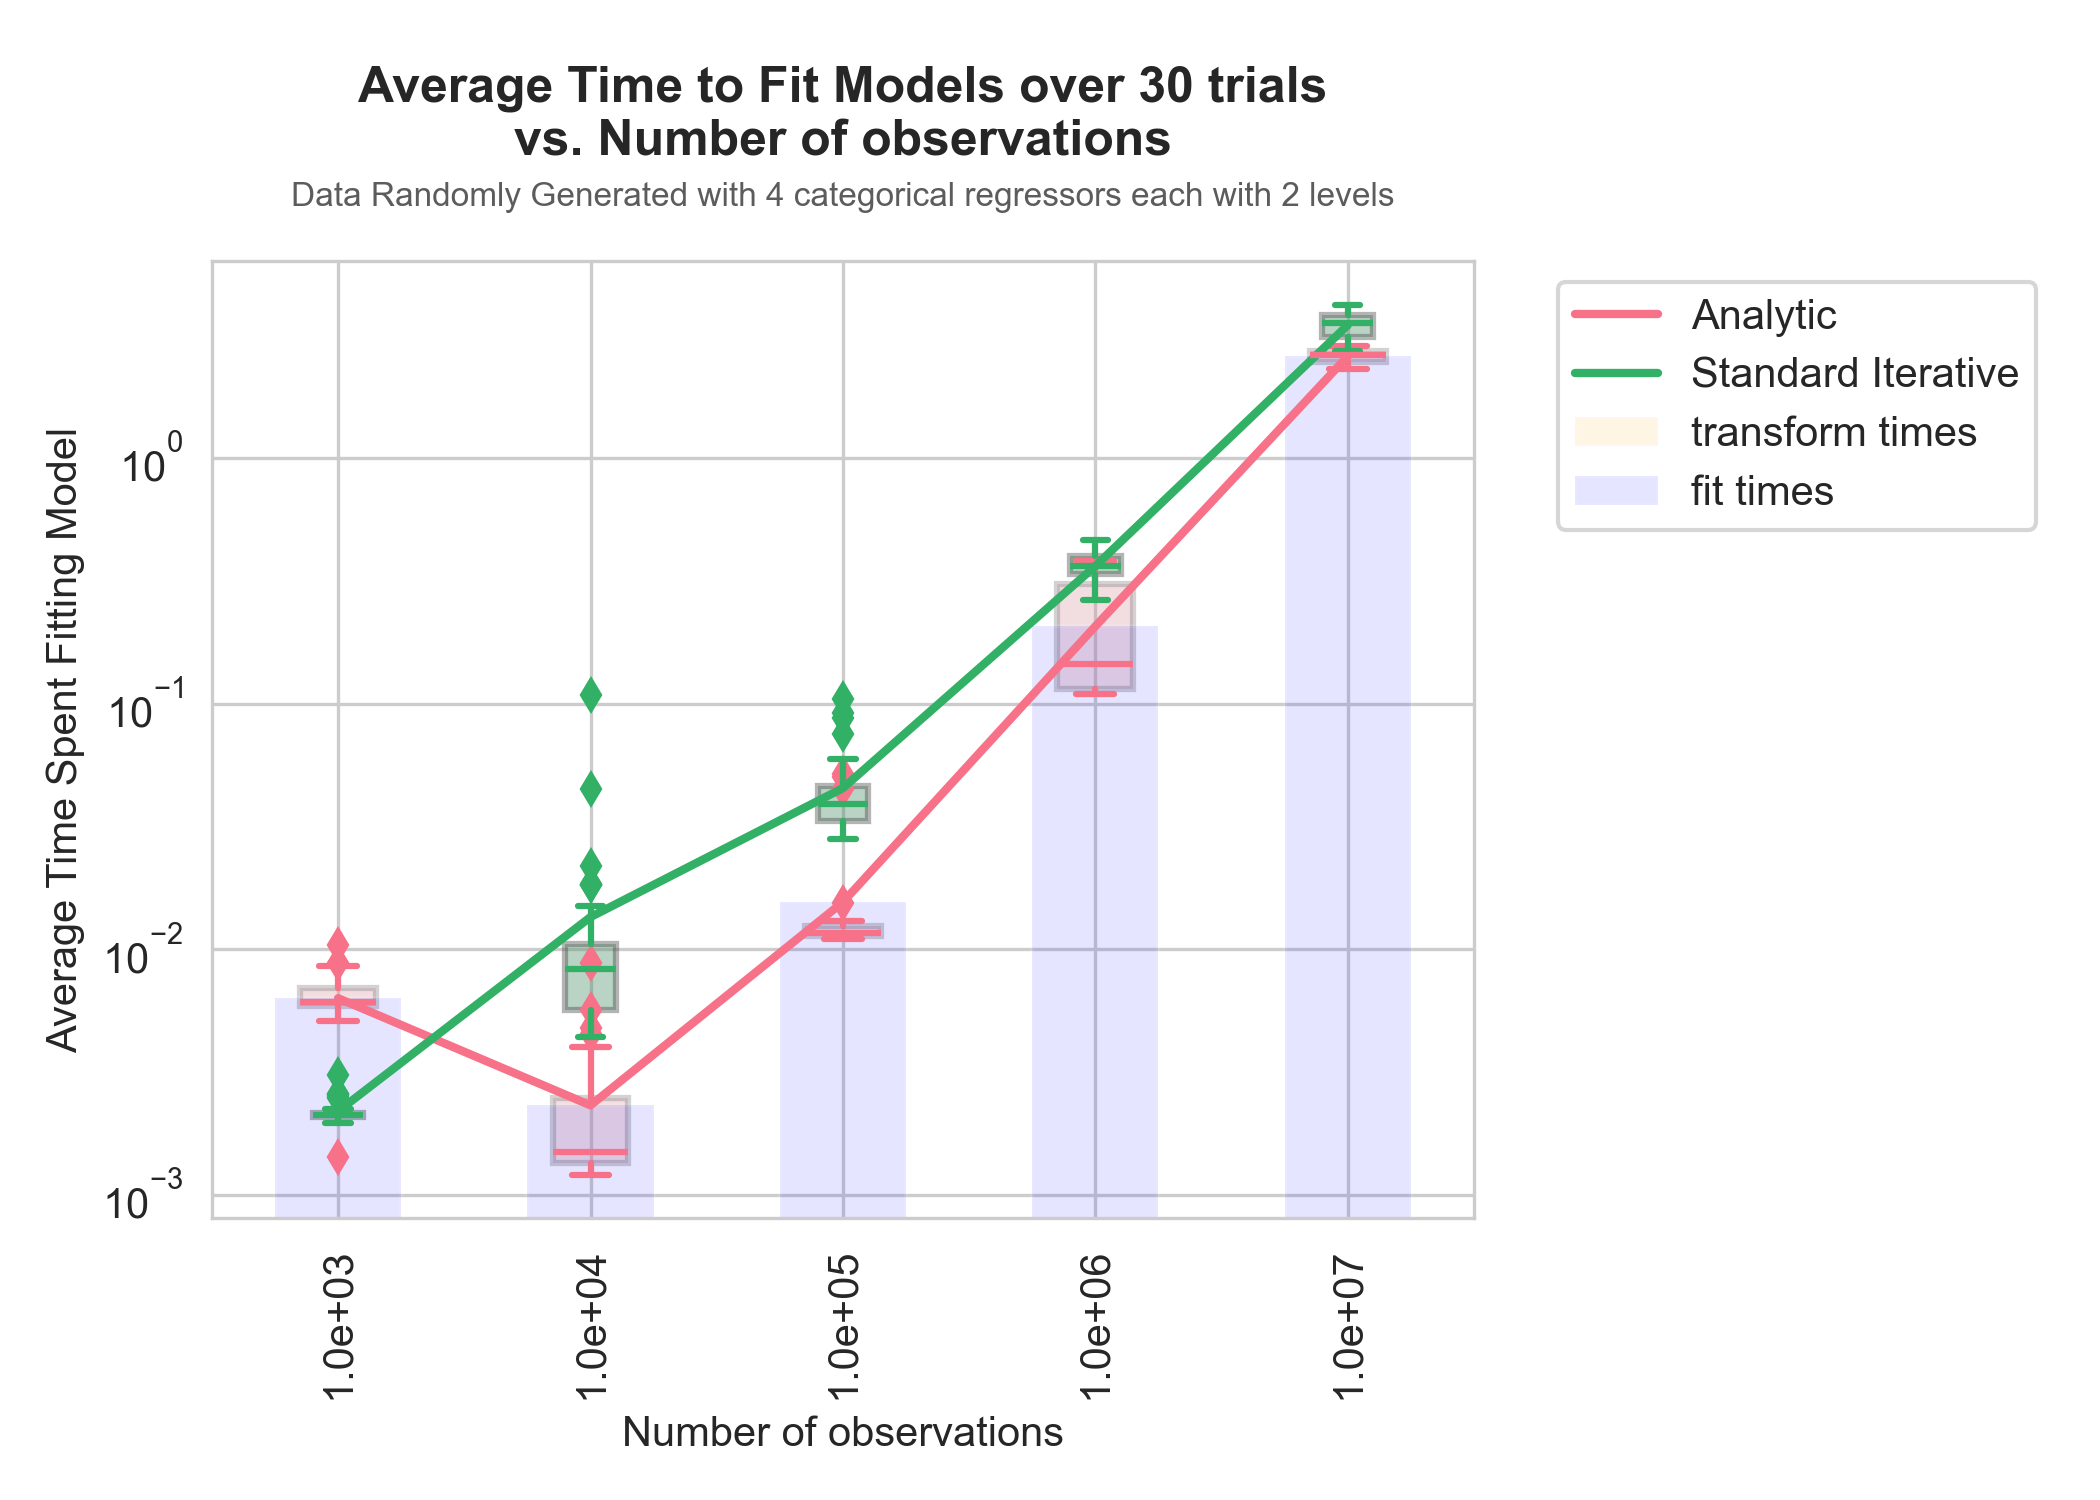 Average Time to Fit Models over 30 trials
vs. Number of observations
Data Randomly Generated with 4 categorical regressors each with 2 levels
Analytic
Standard Iterative
transform times
fit times
Average Time Spent Fitting Model
10⁰
10⁻¹
10⁻²
10⁻³
1.0e+03
1.0e+04
1.0e+05
1.0e+06
1.0e+07
Number of observations